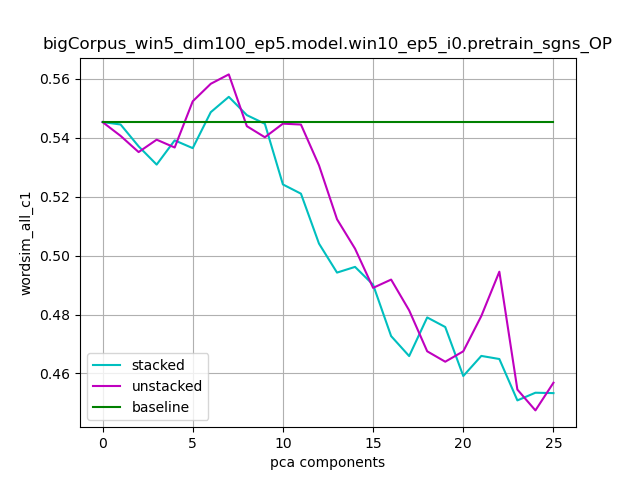 bigCorpus_win5_dim100_ep5.model.win10_ep5_i0.pretrain_sgns_OP
0.56
0.54
0.52
0.50
0.48
0.46
wordsim_all_c1
stacked
unstacked
baseline
0
5
10
15
20
25
pca components